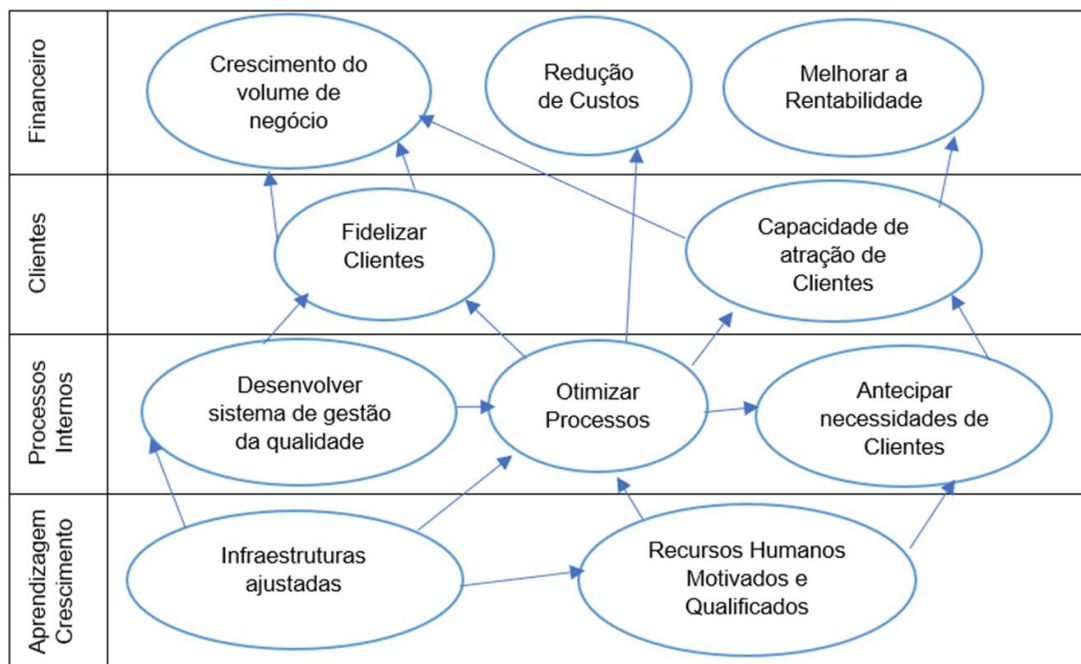 Financeiro
Crescimento do
volume de
negócio
Redução
de Custos
Melhorar a
Rentabilidade
Clientes
Fidelizar
Clientes
Capacidade de
atração de
Clientes
Processos
Internos
Desenvolver
sistema de gestão
da qualidade
Otimizar
Processos
Antecipar
necessidades de
Clientes
Aprendizagem
Crescimento
Infraestruturas
ajustadas
Recursos Humanos
Motivados e
Qualificados